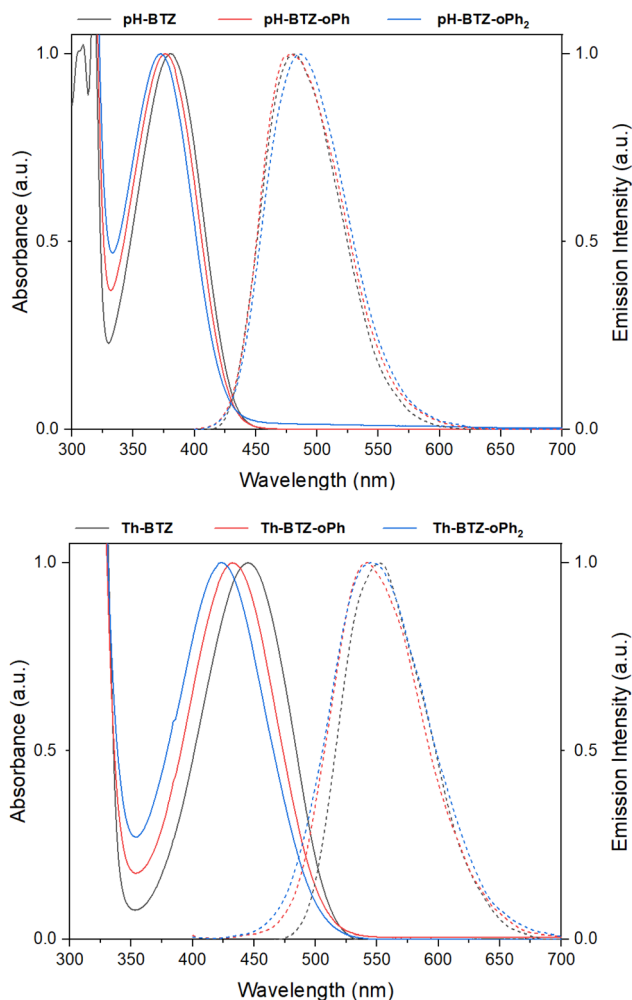 pH-BTZ pH-BTZ-oPh pH-BTZ-oPh₂
1.0 1.0
0.5 0.5
0.0 0.0
Absorbance (a.u.)
Emission Intensity (a.u.)
300 350 400 450 500 550 600 650 700
Wavelength (nm)
Th-BTZ Th-BTZ-oPh Th-BTZ-oPh₂
1.0 1.0
0.5 0.5
0.0 0.0
Absorbance (a.u.)
Emission Intensity (a.u.)
300 350 400 450 500 550 600 650 700
Wavelength (nm)